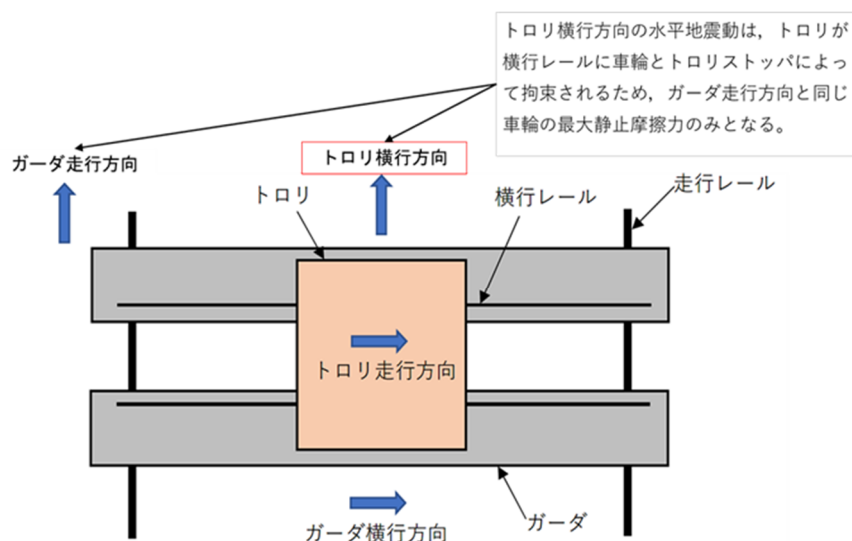 トロリ横行方向の水平地震動は，トロリが
横行レールに車輪とトロリストッパによっ
て拘束されるため，ガーダ走行方向と同じ
車輪の最大静止摩擦力のみとなる。
ガーダ走行方向
トロリ横行方向
トロリ
横行レール
走行レール
トロリ走行方向
ガーダ横行方向
ガーダ